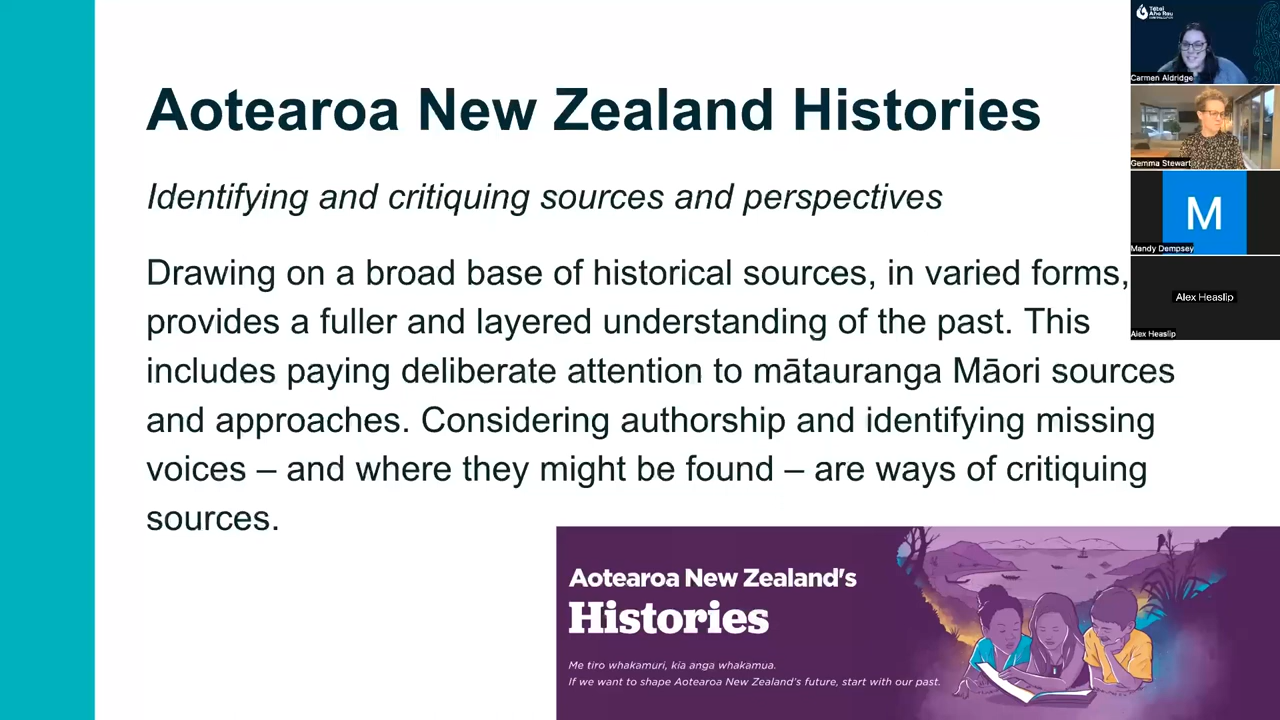 Aotearoa New Zealand Histories
Identifying and critiquing sources and perspectives
Drawing on a broad base of historical sources, in varied forms,
provides a fuller and layered understanding of the past. This
includes paying deliberate attention to mātauranga Māori sources
and approaches. Considering authorship and identifying missing
voices – and where they might be found – are ways of critiquing
sources.
Aotearoa New Zealand's
Histories
Me tiro whakamuri, kia anga whakamua.
If we want to shape Aotearoa New Zealand's future, start with our past.
Tātai
Aho Rau
Carmen Aldridge
Gemma Stewart
M
Mandy Dempsey
Alex Heaslip
Alex Heaslip